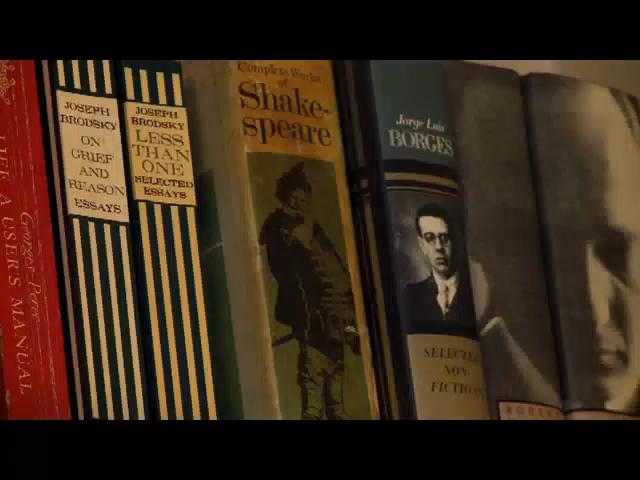 Georges Perec
LIFE A USER'S MANUAL
JOSEPH
BRODSKY
ON
GRIEF
AND
REASON
ESSAYS
JOSEPH
BRODSKY
LESS
THAN
ONE
SELECTED
ESSAYS
Complete Works
of
Shake-
speare
Jorge Luis
BORGES
SELECTED
NON-
FICTIONS
ROBER